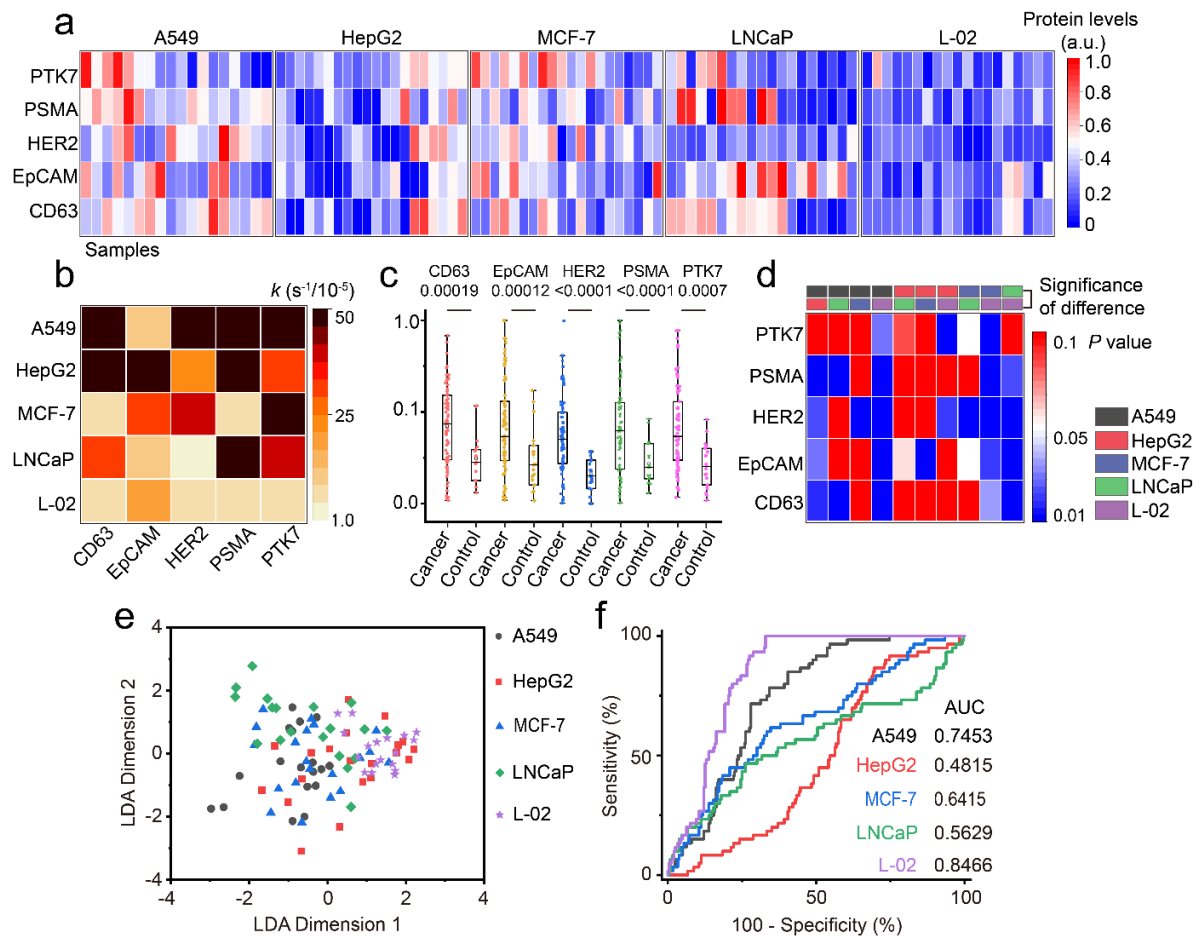 a
A549 HepG2 MCF-7 LNCaP L-02
Protein levels
(a.u.)
PTK7
PSMA
HER2
EpCAM
CD63
1.0
0.8
0.6
0.4
0.2
0
Samples
b
k (s⁻¹/10⁻⁵)
A549
HepG2
MCF-7
LNCaP
L-02
50
25
1.0
CD63 EpCAM HER2 PSMA PTK7
c
CD63 EpCAM HER2 PSMA PTK7
0.00019 0.00012 <0.0001 <0.0001 0.0007
1.0
0.1
0.0
Cancer Control Cancer Control Cancer Control Cancer Control Cancer Control
d
Significance
of difference
PTK7
PSMA
HER2
EpCAM
CD63
0.1 P value
0.05
0.01
A549
HepG2
MCF-7
LNCaP
L-02
e
LDA Dimension 2
4
2
0
-2
-4
-4 -2 0 2 4
LDA Dimension 1
A549
HepG2
MCF-7
LNCaP
L-02
f
Sensitivity (%)
100
50
0
0 50 100
100 - Specificity (%)
AUC
A549 0.7453
HepG2 0.4815
MCF-7 0.6415
LNCaP 0.5629
L-02 0.8466